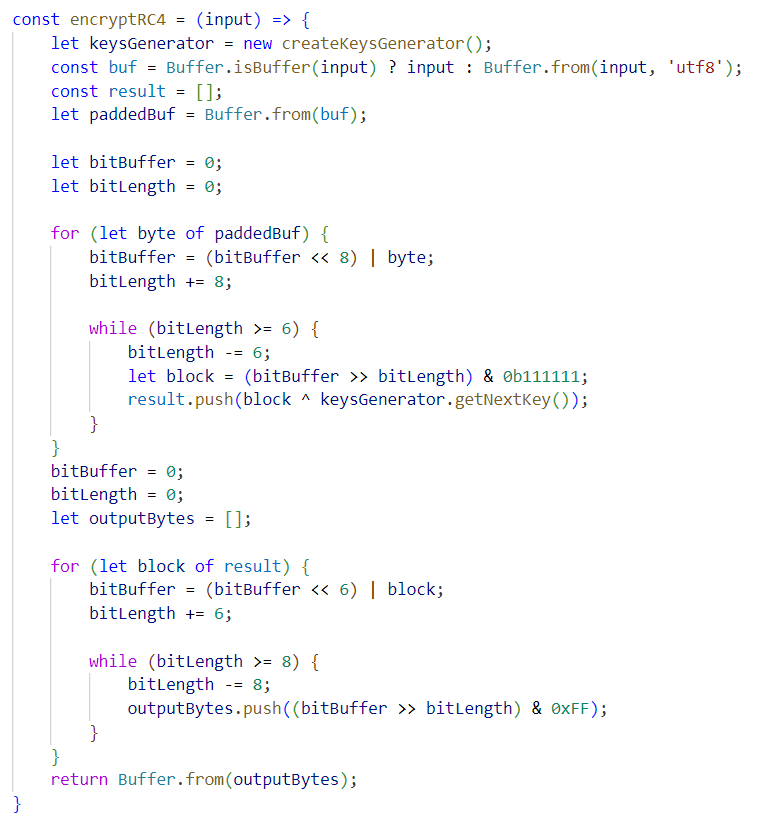 const encryptRC4 = (input) => {
    let keysGenerator = new createKeysGenerator();
    const buf = Buffer.isBuffer(input) ? input : Buffer.from(input, 'utf8');
    const result = [];
    let paddedBuf = Buffer.from(buf);

    let bitBuffer = 0;
    let bitLength = 0;

    for (let byte of paddedBuf) {
        bitBuffer = (bitBuffer << 8) | byte;
        bitLength += 8;

        while (bitLength >= 6) {
            bitLength -= 6;
            let block = (bitBuffer >> bitLength) & 0b111111;
            result.push(block ^ keysGenerator.getNextKey());
        }
    }
    bitBuffer = 0;
    bitLength = 0;
    let outputBytes = [];

    for (let block of result) {
        bitBuffer = (bitBuffer << 6) | block;
        bitLength += 6;

        while (bitLength >= 8) {
            bitLength -= 8;
            outputBytes.push((bitBuffer >> bitLength) & 0xFF);
        }
    }
    return Buffer.from(outputBytes);
}